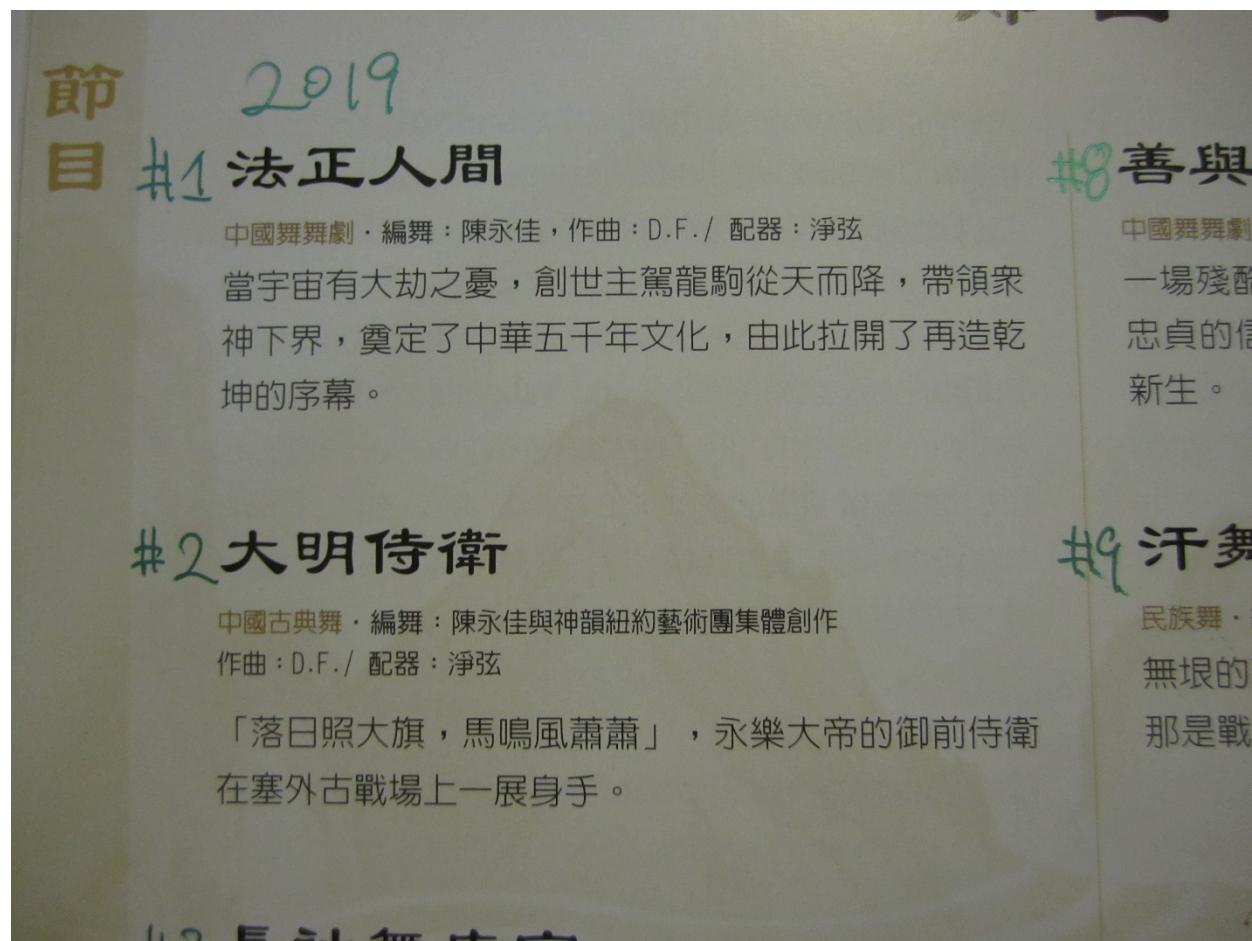 節目
2019
#1 法正人間
中國舞舞劇．編舞：陳永佳，作曲：D.F./ 配器：淨弦
當宇宙有大劫之憂，創世主駕龍駒從天而降，帶領衆
神下界，奠定了中華五千年文化，由此拉開了再造乾
坤的序幕。
#2 大明侍衛
中國古典舞．編舞：陳永佳與神韻紐約藝術團集體創作
作曲：D.F./ 配器：淨弦
「落日照大旗，馬鳴風蕭蕭」，永樂大帝的御前侍衛
在塞外古戰場上一展身手。
#8 善與
中國舞舞劇
一場殘酷
忠貞的信
新生。
#9 汗舞
民族舞．
無垠的
那是戰